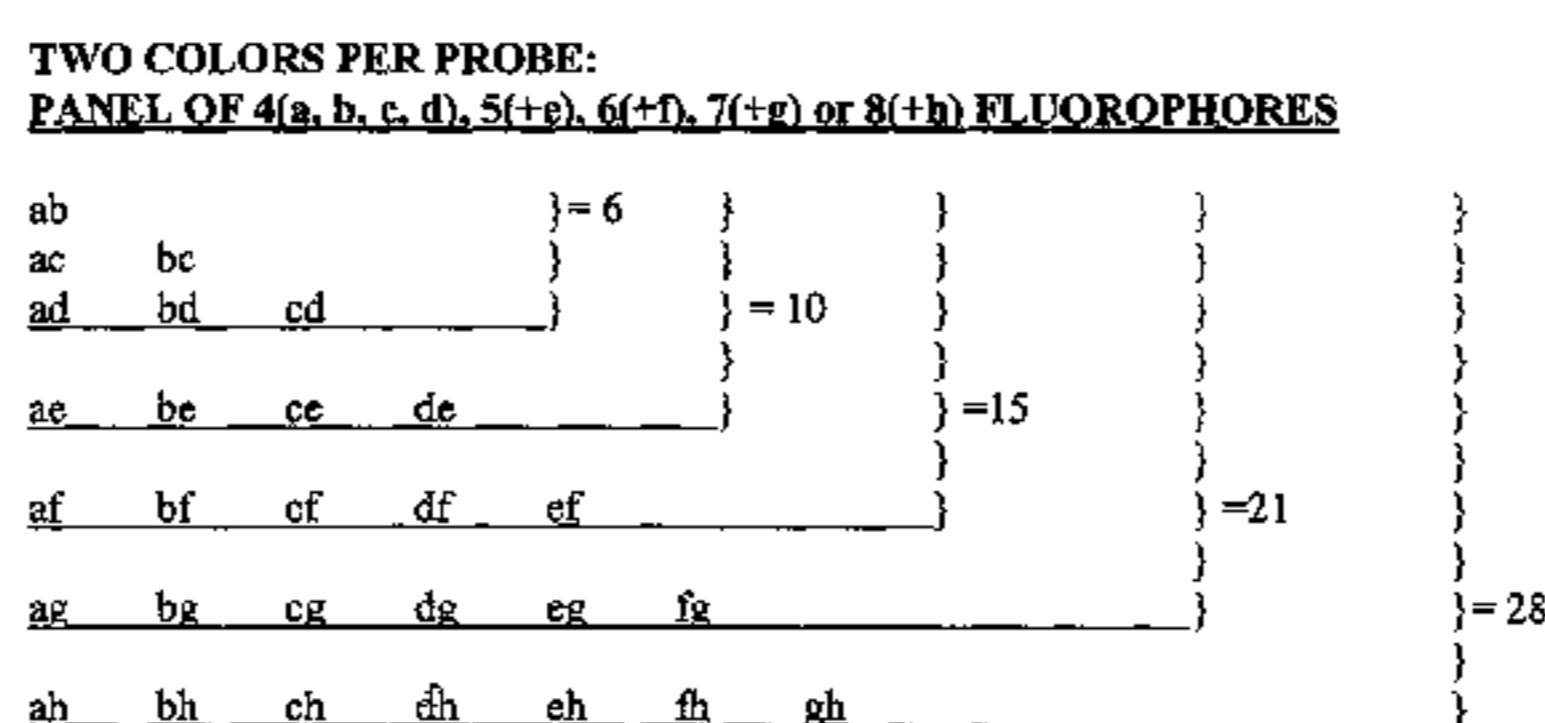 TWO COLORS PER PROBE:
PANEL OF 4(a, b, c, d), 5(+e), 6(+f), 7(+g) or 8(+h) FLUOROPHORES
ab } = 6 } } } }
ac bc } } } } }
ad bd cd } } = 10 } } }
} } } }
ae be ce de } } =15 } }
} } }
af bf cf df ef } } =21 }
} }
ag bg cg dg eg fg } } = 28
}
ah bh ch dh eh fh gh }